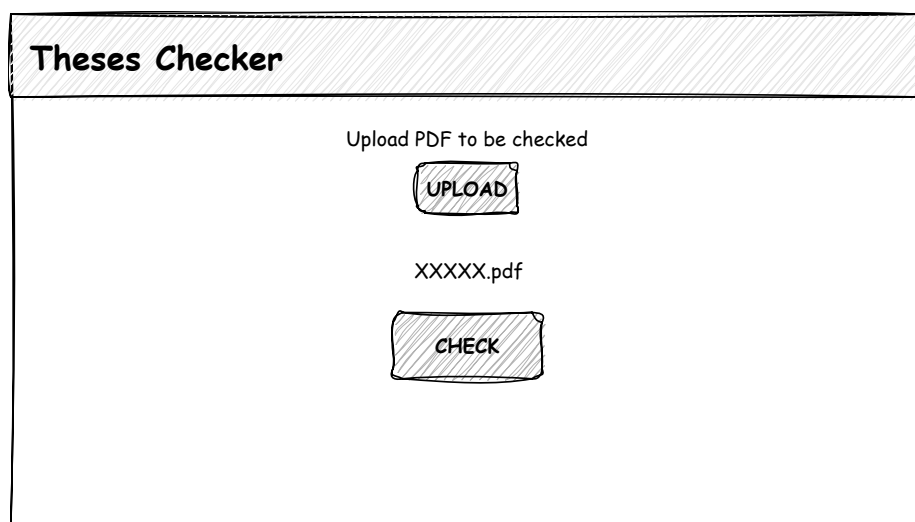 Theses Checker
Upload PDF to be checked
UPLOAD
XXXXX.pdf
CHECK